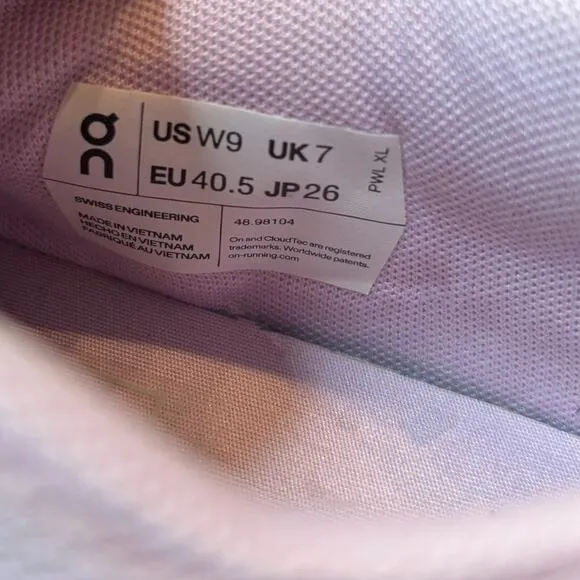 US W9 UK 7
EU 40.5 JP 26
PWL XL
SWISS ENGINEERING
MADE IN VIETNAM
HECHO EN VIETNAM
FABRIQUÉ AU VIETNAM
48.98104
On and CloudTec are registered
trademarks. Worldwide patents.
on-running.com